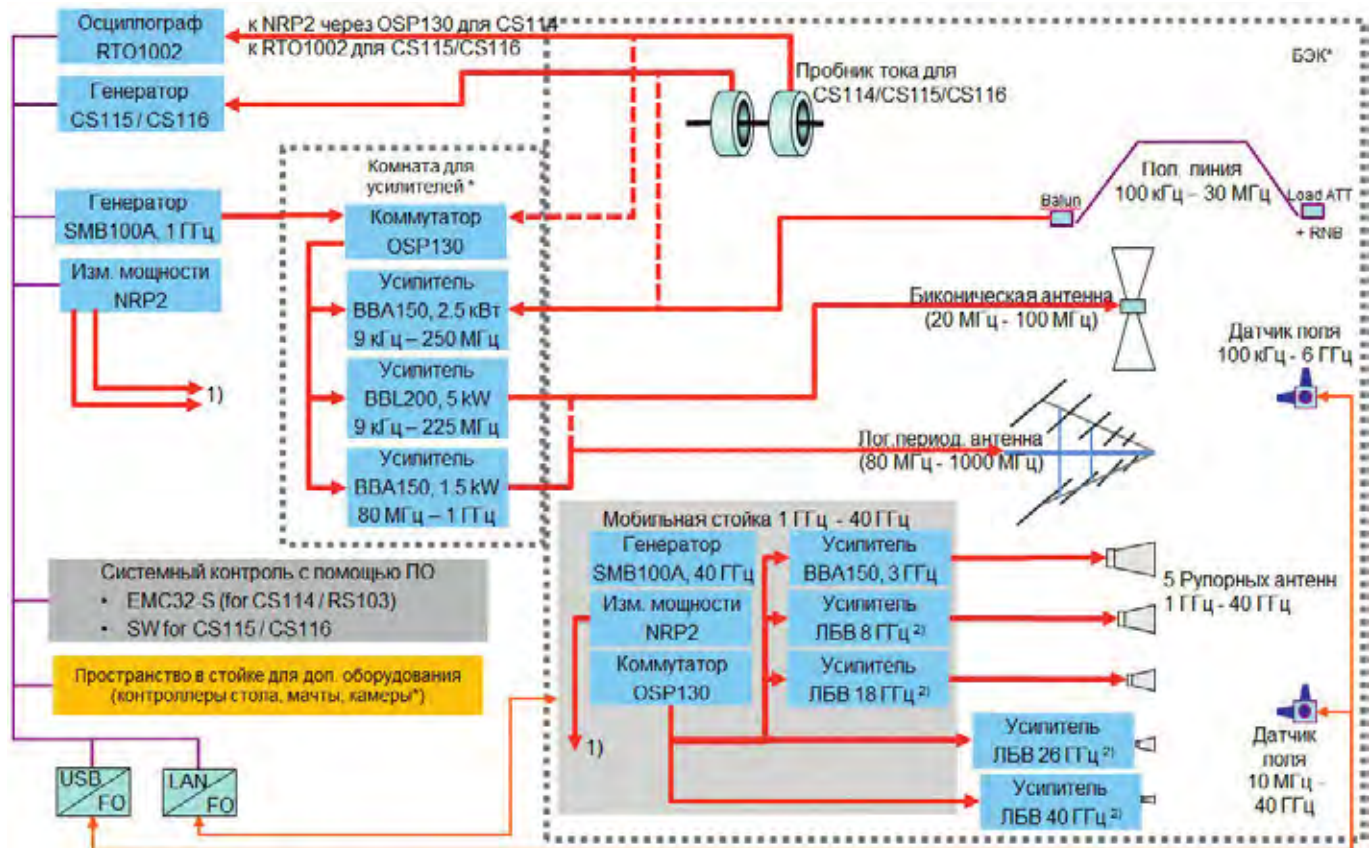 Осциппограф
RTO1002
к NRP2 через OSP130 для CS114
к RTO1002 для CS115/CS116
БЭК*
Генератор
CS115 / CS116
Пробник тока для
CS114/CS115/CS116
Комната для
усилителей *
Генератор
SMB100A, 1 ГГц
Коммутатор
OSP130
Поп. линия
100 кГц – 30 МГц
Balun
Load ATT
+ RNB
Изм. мощности
NRP2
1)
Усилитель
BBA150, 2.5 кВт
9 кГц – 250 МГц
Биконическая антенна
(20 МГц - 100 МГц)
Датчик поля
100 кГц - 6 ГГц
Усилитель
BBL200, 5 kW
9 кГц – 225 МГц
Лог.период. антенна
(80 МГц - 1000 МГц)
Усилитель
BBA150, 1.5 kW
80 МГц – 1 ГГц
Мобильная стойка 1 ГГц - 40 ГГц
Генератор
SMB100A, 40 ГГц
Усилитель
BBA150, 3 ГГц
5 Рупорных антенн
1 ГГц - 40 ГГц
Изм. мощности
NRP2
Усилитель
ЛБВ 8 ГГц 2)
Коммутатор
OSP130
Усилитель
ЛБВ 18 ГГц 2)
1)
Усилитель
ЛБВ 26 ГГц 2)
Усилитель
ЛБВ 40 ГГц 2)
Датчик
поля
10 МГц -
40 ГГц
Системный контроль с помощью ПО
• EMC32-S (for CS114 / RS103)
• SW for CS115 / CS116
Пространство в стойке для доп. оборудования
(контроллеры стола, мачты, камеры*)
USB
FO
LAN
FO